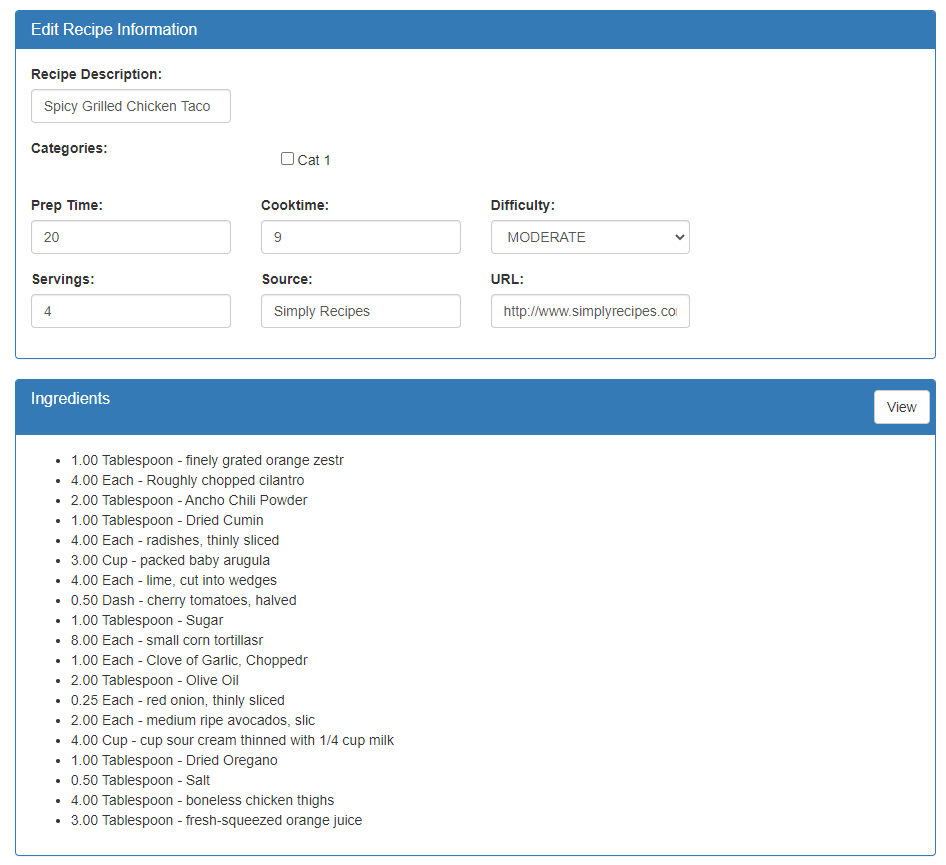 Edit Recipe Information
Recipe Description:
Spicy Grilled Chicken Taco
Categories:
Cat 1
Prep Time: Cooktime: Difficulty:
20 9 MODERATE
Servings: Source: URL:
4 Simply Recipes http://www.simplyrecipes.co
Ingredients
View
1.00 Tablespoon - finely grated orange zestr
4.00 Each - Roughly chopped cilantro
2.00 Tablespoon - Ancho Chili Powder
1.00 Tablespoon - Dried Cumin
4.00 Each - radishes, thinly sliced
3.00 Cup - packed baby arugula
4.00 Each - lime, cut into wedges
0.50 Dash - cherry tomatoes, halved
1.00 Tablespoon - Sugar
8.00 Each - small corn tortillasr
1.00 Each - Clove of Garlic, Choppedr
2.00 Tablespoon - Olive Oil
0.25 Each - red onion, thinly sliced
2.00 Each - medium ripe avocados, slic
4.00 Cup - cup sour cream thinned with 1/4 cup milk
1.00 Tablespoon - Dried Oregano
0.50 Tablespoon - Salt
4.00 Tablespoon - boneless chicken thighs
3.00 Tablespoon - fresh-squeezed orange juice